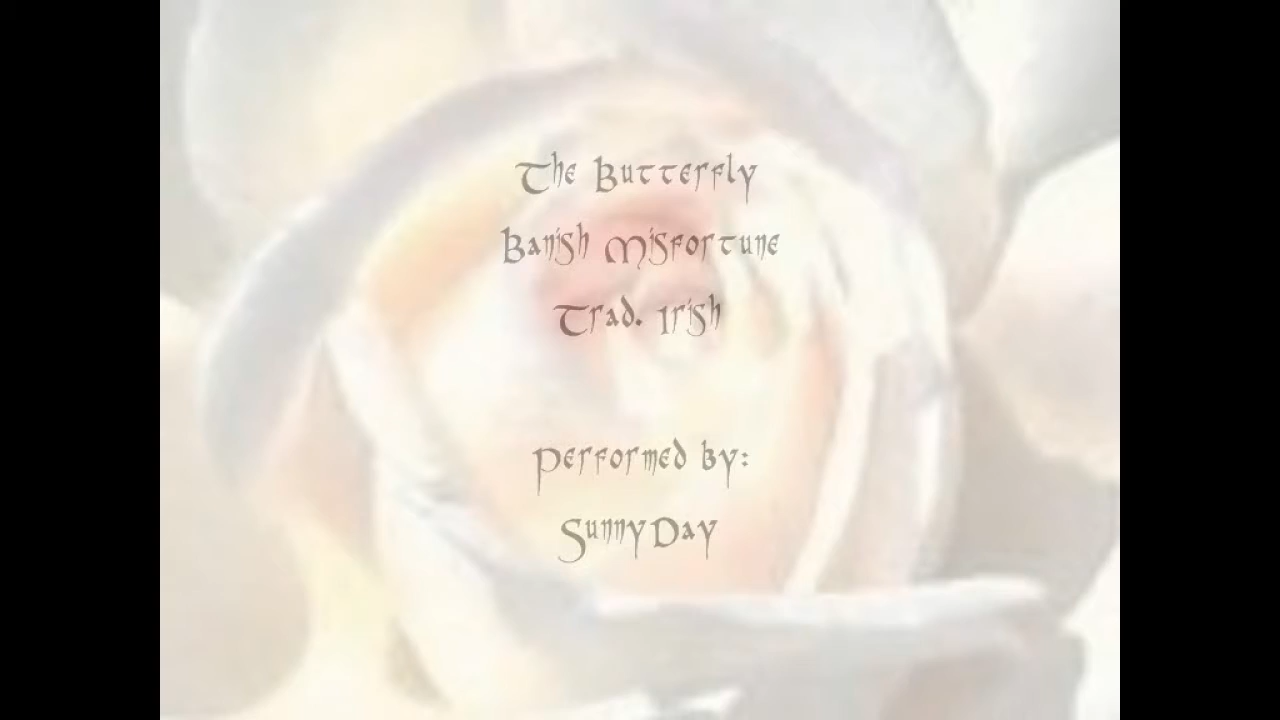 The Butterfly
Banish Misfortune
Trad. Irish
Performed by:
SunnyDay